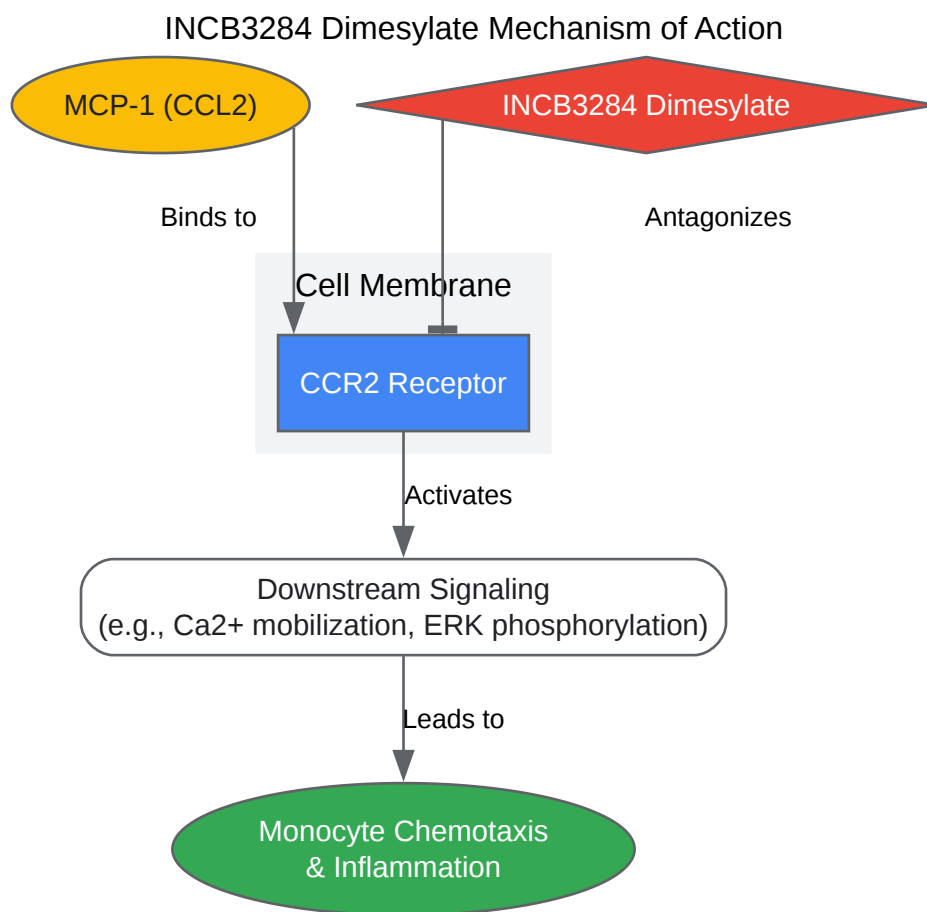 INCB3284 Dimesylate Mechanism of Action
MCP-1 (CCL2)
INCB3284 Dimesylate
Binds to
Antagonizes
Cell Membrane
CCR2 Receptor
Activates
Downstream Signaling
(e.g., Ca2+ mobilization, ERK phosphorylation)
Leads to
Monocyte Chemotaxis
& Inflammation